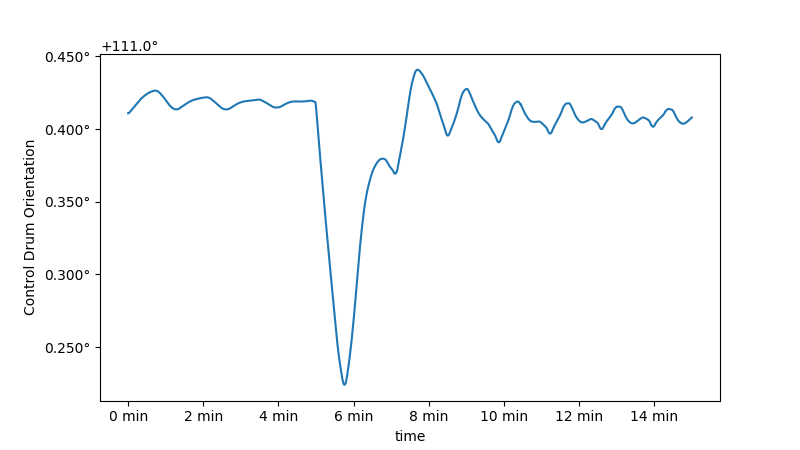 +111.0°
0.450°
0.400°
0.350°
0.300°
0.250°
Control Drum Orientation
0 min 2 min 4 min 6 min 8 min 10 min 12 min 14 min
time